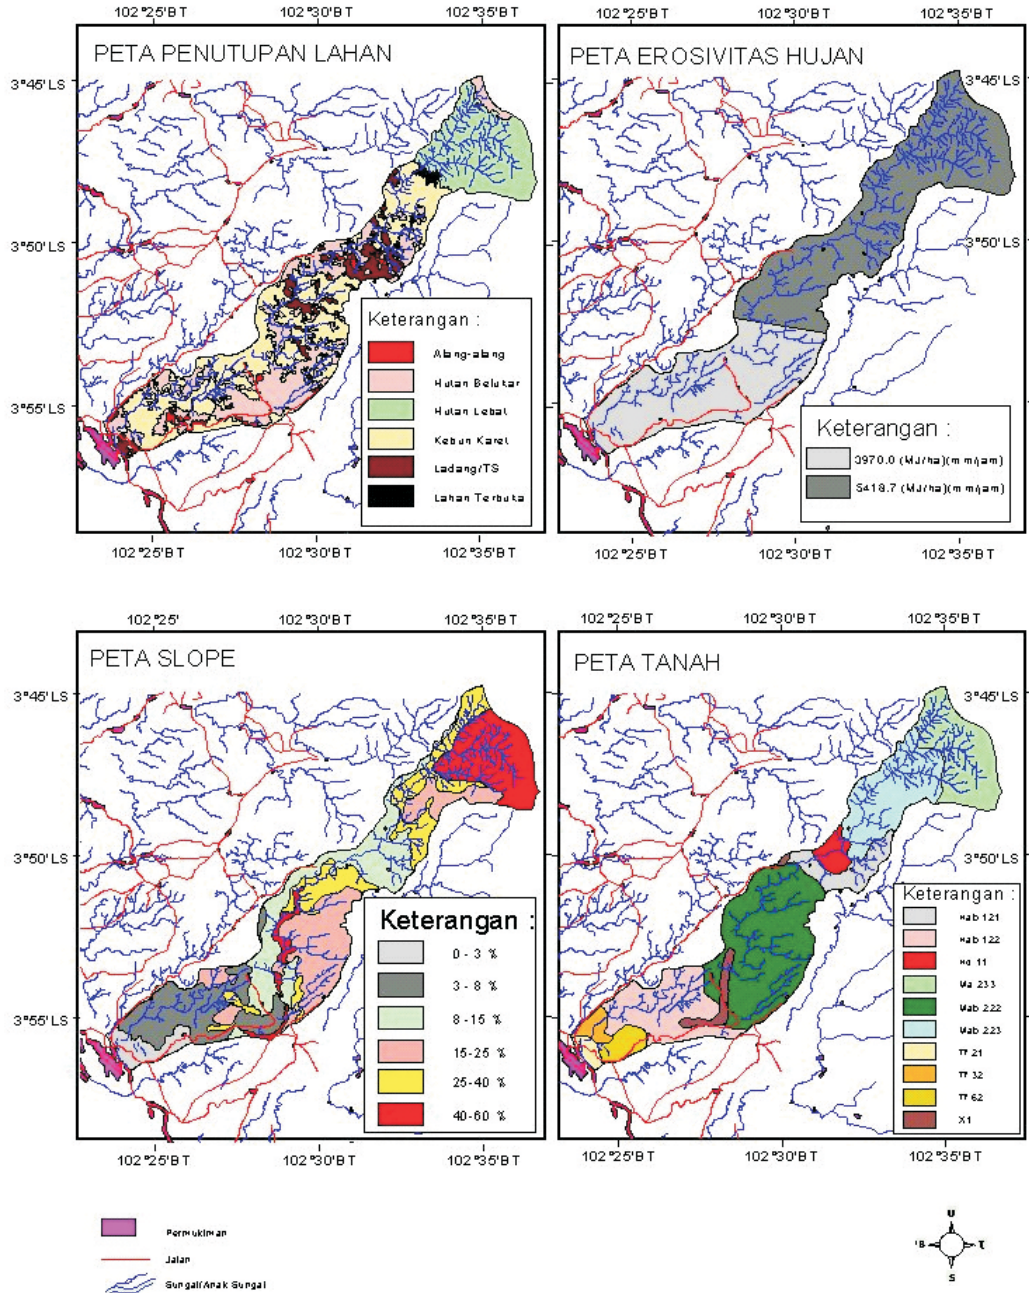 102°25'BT 102°30'BT 102°35'BT
102°25'BT 102°30'BT 102°35'BT
PETA PENUTUPAN LAHAN
3°45' LS
3°50' LS
3°55' LS
Keterangan :
Alang-alang
Hutan Belukar
Hutan Lebat
Kebun Karet
Ladang/TS
Lahan Terbuka
PETA EROSIVITAS HUJAN
3°45' LS
3°50' LS
3°55' LS
Keterangan :
3970.0 (MJ/ha)(mm/jam)
5418.7 (MJ/ha)(mm/jam)
102°25'BT 102°30'BT 102°35'BT
102°25'BT 102°30'BT 102°35'BT
102°25' 102°30'BT 102°35'BT
102°25'BT 102°30'BT 102°35'BT
PETA SLOPE
3°45' LS
3°50' LS
3°55' LS
Keterangan :
0 - 3 %
3 - 8 %
8 - 15 %
15 - 25 %
25 - 40 %
40-60 %
PETA TANAH
3°45' LS
3°50' LS
3°55' LS
Keterangan :
Hab 121
Hab 122
Hq 11
Ma 233
Mab 222
Mab 223
Tf 21
Tf 32
Tf 62
X1
102°25'BT 102°30'BT 102°35'BT
102°25'BT 102°30'BT 102°35'BT
Permukiman
Jalan
Sungai/Anak Sungai
U
B T
S